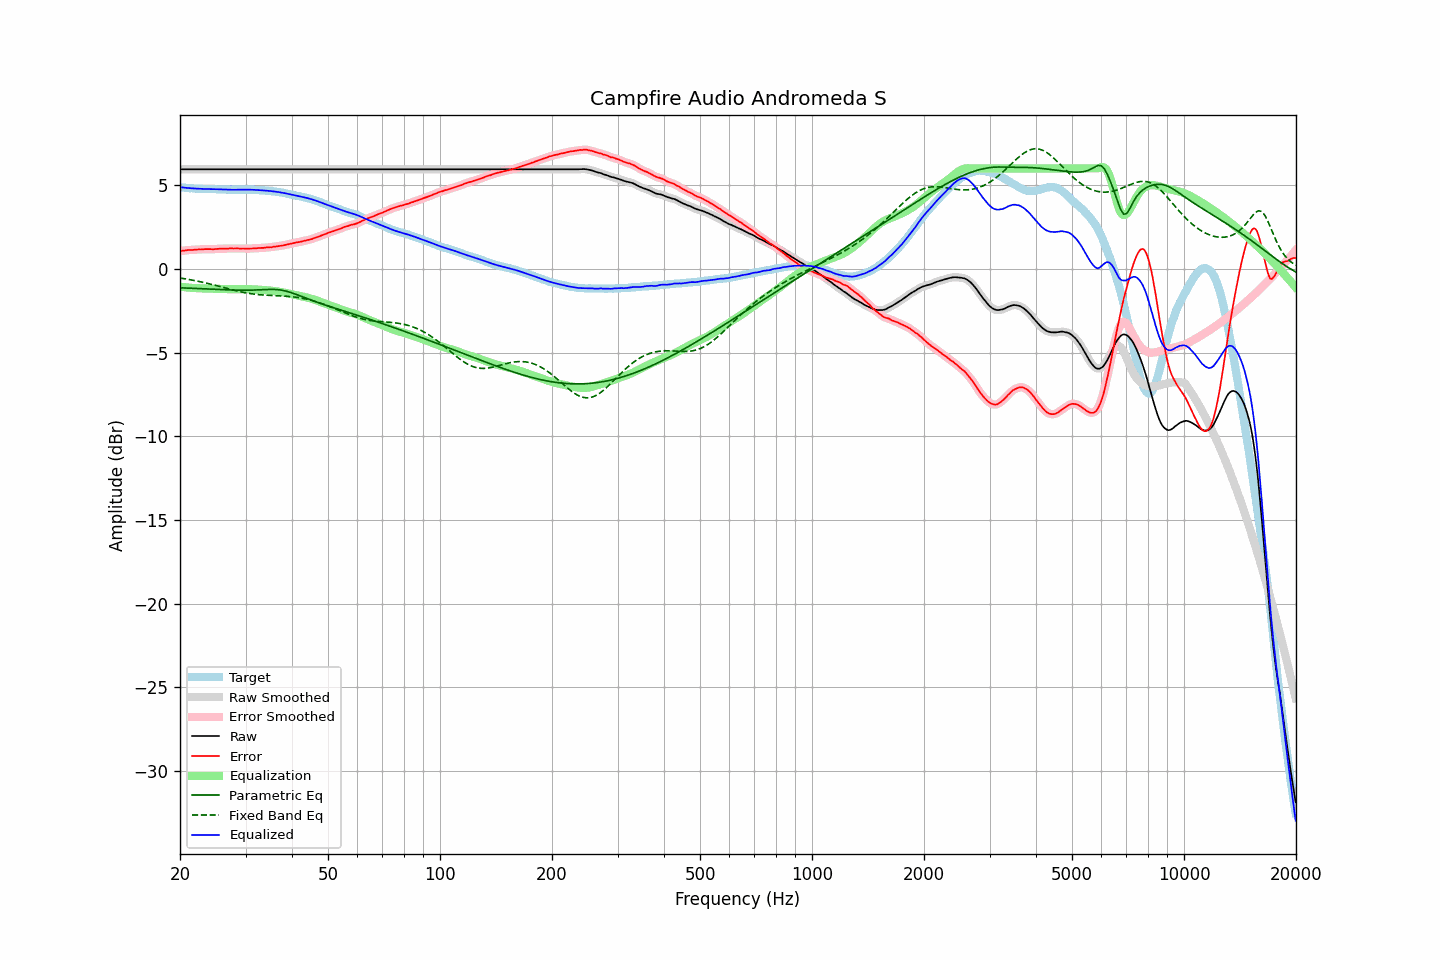 Campfire Audio Andromeda S
Amplitude (dBr)
5
0
−5
−10
−15
−20
−25
−30
Target
Raw Smoothed
Error Smoothed
Raw
Error
Equalization
Parametric Eq
Fixed Band Eq
Equalized
20 50 100 200 500 1000 2000 5000 10000 20000
Frequency (Hz)